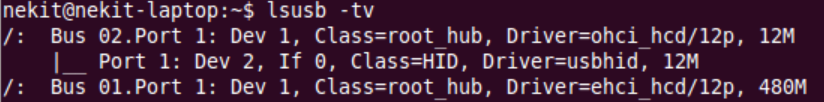 nekit@nekit-laptop:~$ lsusb -tv
/:  Bus 02.Port 1: Dev 1, Class=root_hub, Driver=ohci_hcd/12p, 12M
    |__ Port 1: Dev 2, If 0, Class=HID, Driver=usbhid, 12M
/:  Bus 01.Port 1: Dev 1, Class=root_hub, Driver=ehci_hcd/12p, 480M